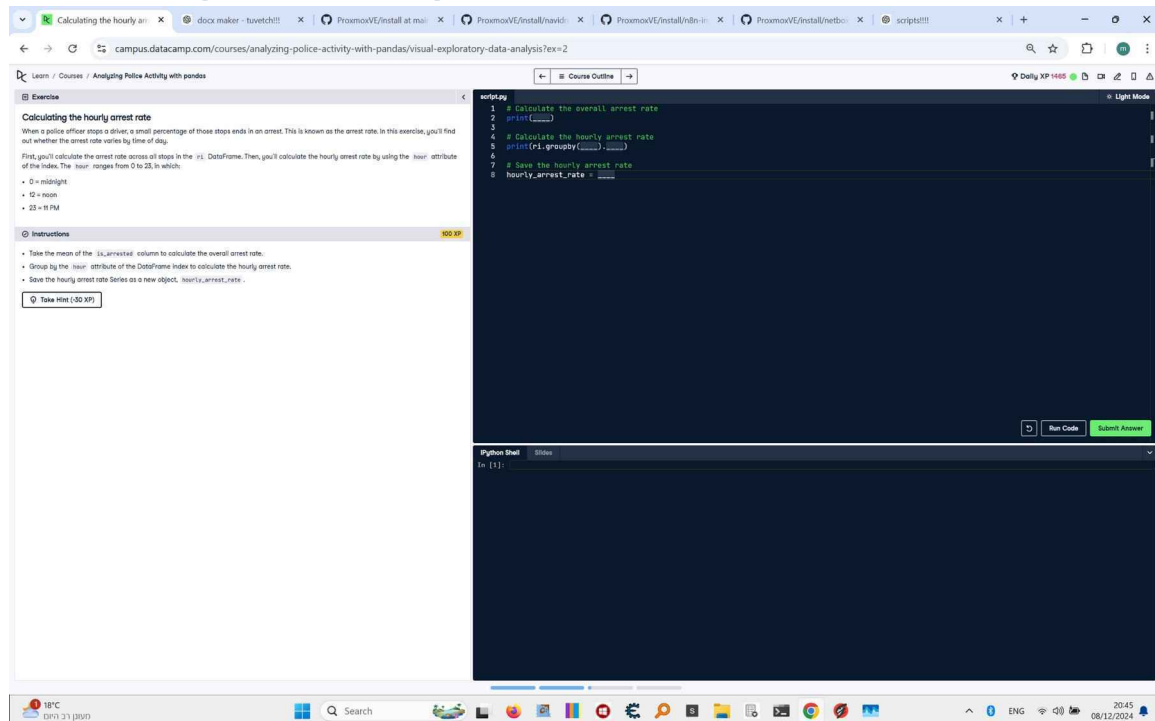 Calculating the hourly arr
docx maker - tuvetch!!!
ProxmoxVE/install at mai
ProxmoxVE/install/navid
ProxmoxVE/install/n8n-in
ProxmoxVE/install/netbo
scripts!!!!
campus.datacamp.com/courses/analyzing-police-activity-with-pandas/visual-exploratory-data-analysis?ex=2
m
Learn / Courses / Analyzing Police Activity with pandas
Course Outline
Daily XP 1465
Exercise
Calculating the hourly arrest rate
When a police officer stops a driver, a small percentage of those stops ends in an arrest. This is known as the arrest rate. In this exercise, you'll find
out whether the arrest rate varies by time of day.
First, you'll calculate the arrest rate across all stops in the ri DataFrame. Then, you'll calculate the hourly arrest rate by using the hour attribute
of the index. The hour ranges from 0 to 23, in which:
• 0 = midnight
• 12 = noon
• 23 = 11 PM
Instructions
100 XP
• Take the mean of the is_arrested column to calculate the overall arrest rate.
• Group by the hour attribute of the DataFrame index to calculate the hourly arrest rate.
• Save the hourly arrest rate Series as a new object, hourly_arrest_rate .
Take Hint (-30 XP)
script.py
Light Mode
1 # Calculate the overall arrest rate
2 print(____)
3
4 # Calculate the hourly arrest rate
5 print(ri.groupby(____).____)
6
7 # Save the hourly arrest rate
8 hourly_arrest_rate = ____
Run Code
Submit Answer
IPython Shell
Slides
In [1]:
1
18°C
מעונן רב היום
Search
ENG
20:45
08/12/2024